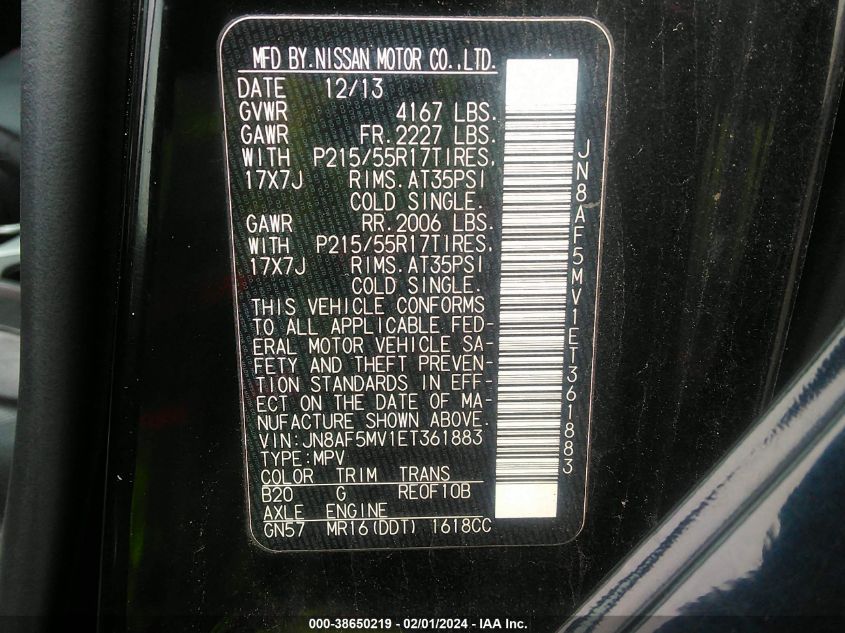 MFD BY.NISSAN MOTOR CO.,LTD.
DATE 12/13
GVWR 4167 LBS.
GAWR FR.2227 LBS.
WITH P215/55R17TIRES,
17X7J RIMS.AT35PSI
COLD SINGLE.
GAWR RR.2006 LBS.
WITH P215/55R17TIRES,
17X7J RIMS.AT35PSI
COLD SINGLE.
THIS VEHICLE CONFORMS
TO ALL APPLICABLE FED-
ERAL MOTOR VEHICLE SA-
FETY AND THEFT PREVEN-
TION STANDARDS IN EFF-
ECT ON THE DATE OF MA-
NUFACTURE SHOWN ABOVE.
VIN:JN8AF5MV1ET361883
TYPE:MPV
COLOR TRIM TRANS
B20 G RE0F10B
AXLE ENGINE
GN57 MR16(DDT) 1618CC
JN8AF5MV1ET361883
000-38650219 - 02/01/2024 - IAA Inc.